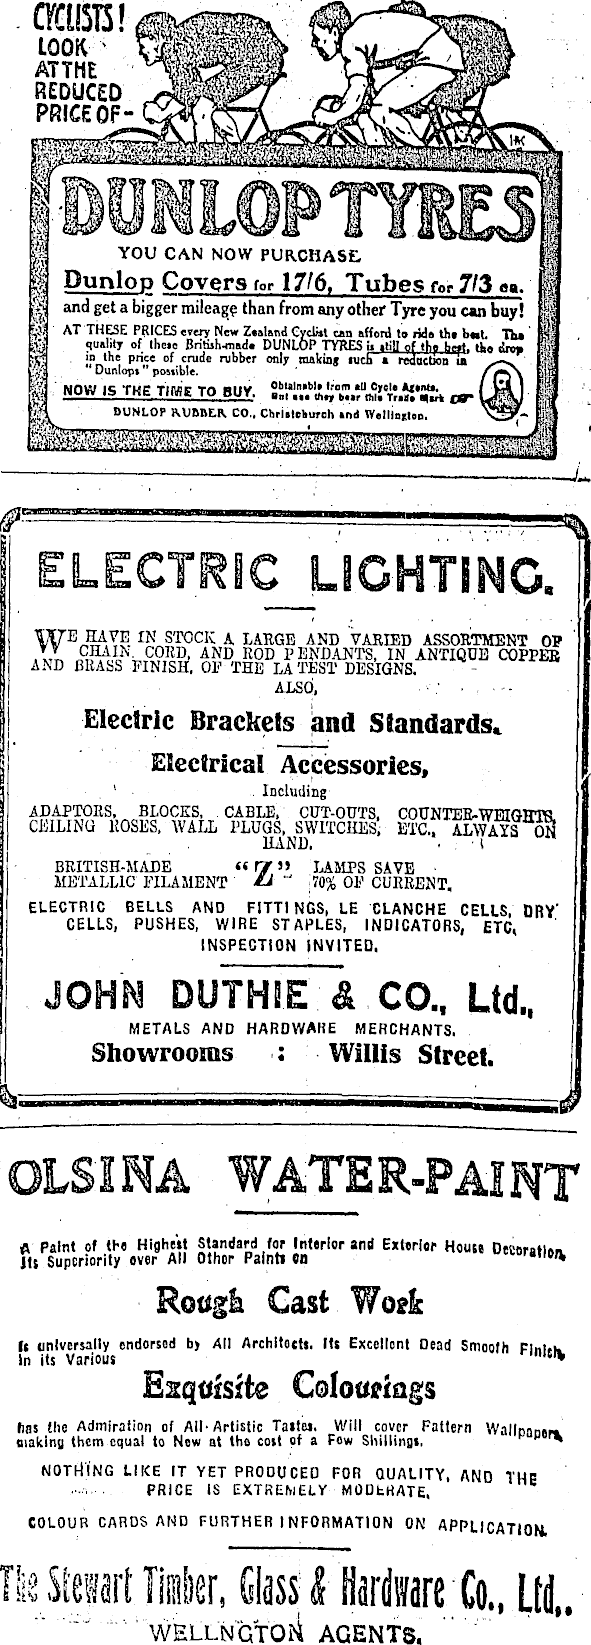 CYCLISTS!
LOOK
AT THE
REDUCED
PRICE OF-
DUNLOP TYRES
YOU CAN NOW PURCHASE
Dunlop Covers for 17/6, Tubes for 7/3 ea.
and get a bigger mileage than from any other Tyre you can buy!
AT THESE PRICES every New Zealand Cyclist can afford to ride the best. The
quality of these British-made DUNLOP TYRES is still of the best, the drop
in the price of crude rubber only making such a reduction in
"Dunlops" possible.
NOW IS THE TIME TO BUY.
Obtainable from all Cycle Agents.
But see they bear this Trade Mark
DUNLOP RUBBER CO., Christchurch and Wellington.
ELECTRIC LIGHTING.
WE HAVE IN STOCK A LARGE AND VARIED ASSORTMENT OF
CHAIN, CORD, AND ROD PENDANTS, IN ANTIQUE COPPER
AND BRASS FINISH, OF THE LATEST DESIGNS.
ALSO,
Electric Brackets and Standards.
Electrical Accessories,
Including
ADAPTORS, BLOCKS, CABLE, CUT-OUTS, COUNTER-WEIGHTS,
CEILING ROSES, WALL PLUGS, SWITCHES, ETC., ALWAYS ON
HAND.
BRITISH-MADE "Z" LAMPS SAVE
METALLIC FILAMENT 70% OF CURRENT.
ELECTRIC BELLS AND FITTINGS, LE CLANCHE CELLS, DRY
CELLS, PUSHES, WIRE STAPLES, INDICATORS, ETC,
INSPECTION INVITED.
JOHN DUTHIE & CO., Ltd.,
METALS AND HARDWARE MERCHANTS.
Showrooms : Willis Street.
OLSINA WATER-PAINT
A Paint of the Highest Standard for Interior and Exterior House Decoration,
Its Superiority over All Other Paints on
Rough Cast Work
Is universally endorsed by All Architects. Its Excellent Dead Smooth Finish,
in its Various
Exquisite Colourings
has the Admiration of All Artistic Tastes. Will cover Pattern Wallpapers,
making them equal to New at the cost of a Few Shillings.
NOTHING LIKE IT YET PRODUCED FOR QUALITY, AND THE
PRICE IS EXTREMELY MODERATE.
COLOUR CARDS AND FURTHER INFORMATION ON APPLICATION.
The Stewart Timber, Glass & Hardware Co., Ltd.,
WELLNGTON AGENTS.